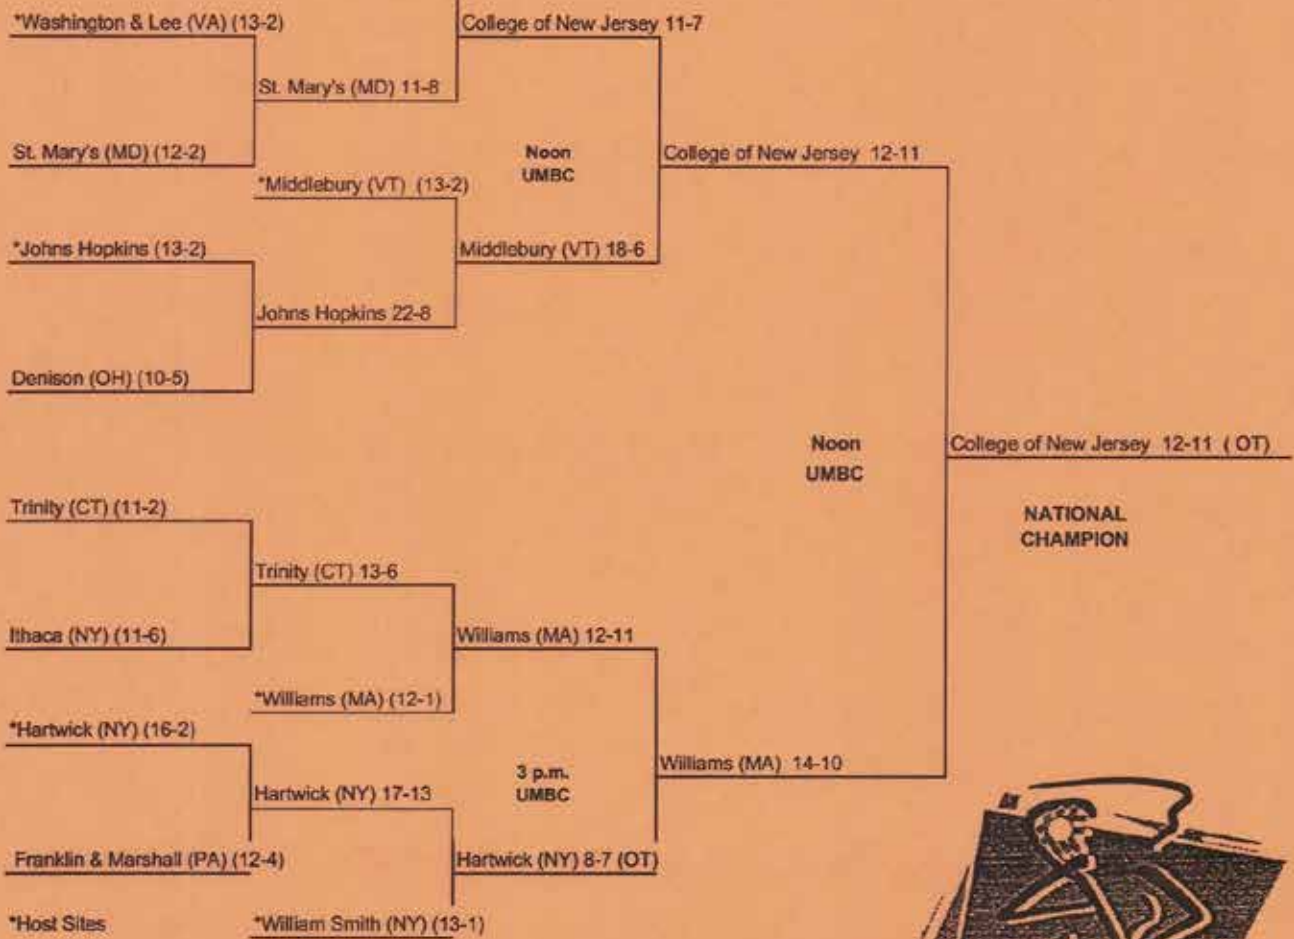 *Washington & Lee (VA) (13-2)
College of New Jersey 11-7
St. Mary's (MD) 11-8
St. Mary's (MD) (12-2)
Noon
UMBC
College of New Jersey 12-11
*Middlebury (VT) (13-2)
*Johns Hopkins (13-2)
Middlebury (VT) 18-6
Johns Hopkins 22-8
Denison (OH) (10-5)
Noon
UMBC
College of New Jersey 12-11 ( OT)
NATIONAL
CHAMPION
Trinity (CT) (11-2)
Trinity (CT) 13-6
Ithaca (NY) (11-6)
Williams (MA) 12-11
*Williams (MA) (12-1)
*Hartwick (NY) (16-2)
3 p.m.
UMBC
Williams (MA) 14-10
Hartwick (NY) 17-13
Franklin & Marshall (PA) (12-4)
Hartwick (NY) 8-7 (OT)
*Host Sites
*William Smith (NY) (13-1)